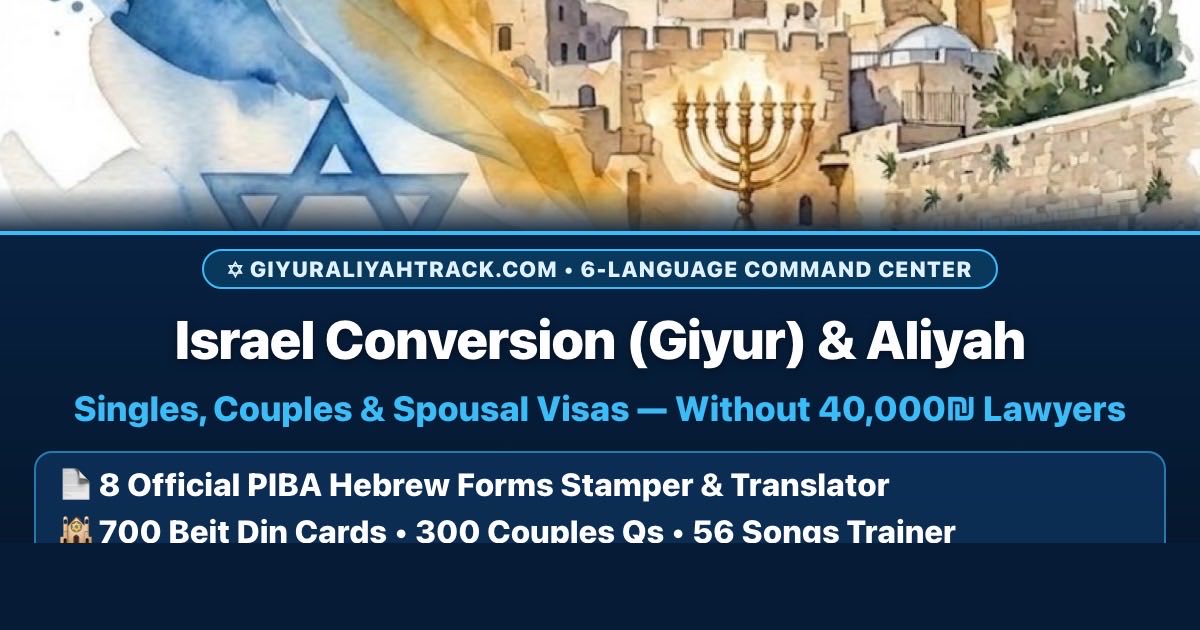 ✡ GIYURALIYAHTRACK.COM • 6-LANGUAGE COMMAND CENTER
Israel Conversion (Giyur) & Aliyah
Singles, Couples & Spousal Visas — Without 40,000₪ Lawyers
8 Official PIBA Hebrew Forms Stamper & Translator
700 Beit Din Cards • 300 Couples Qs • 56 Songs Trainer